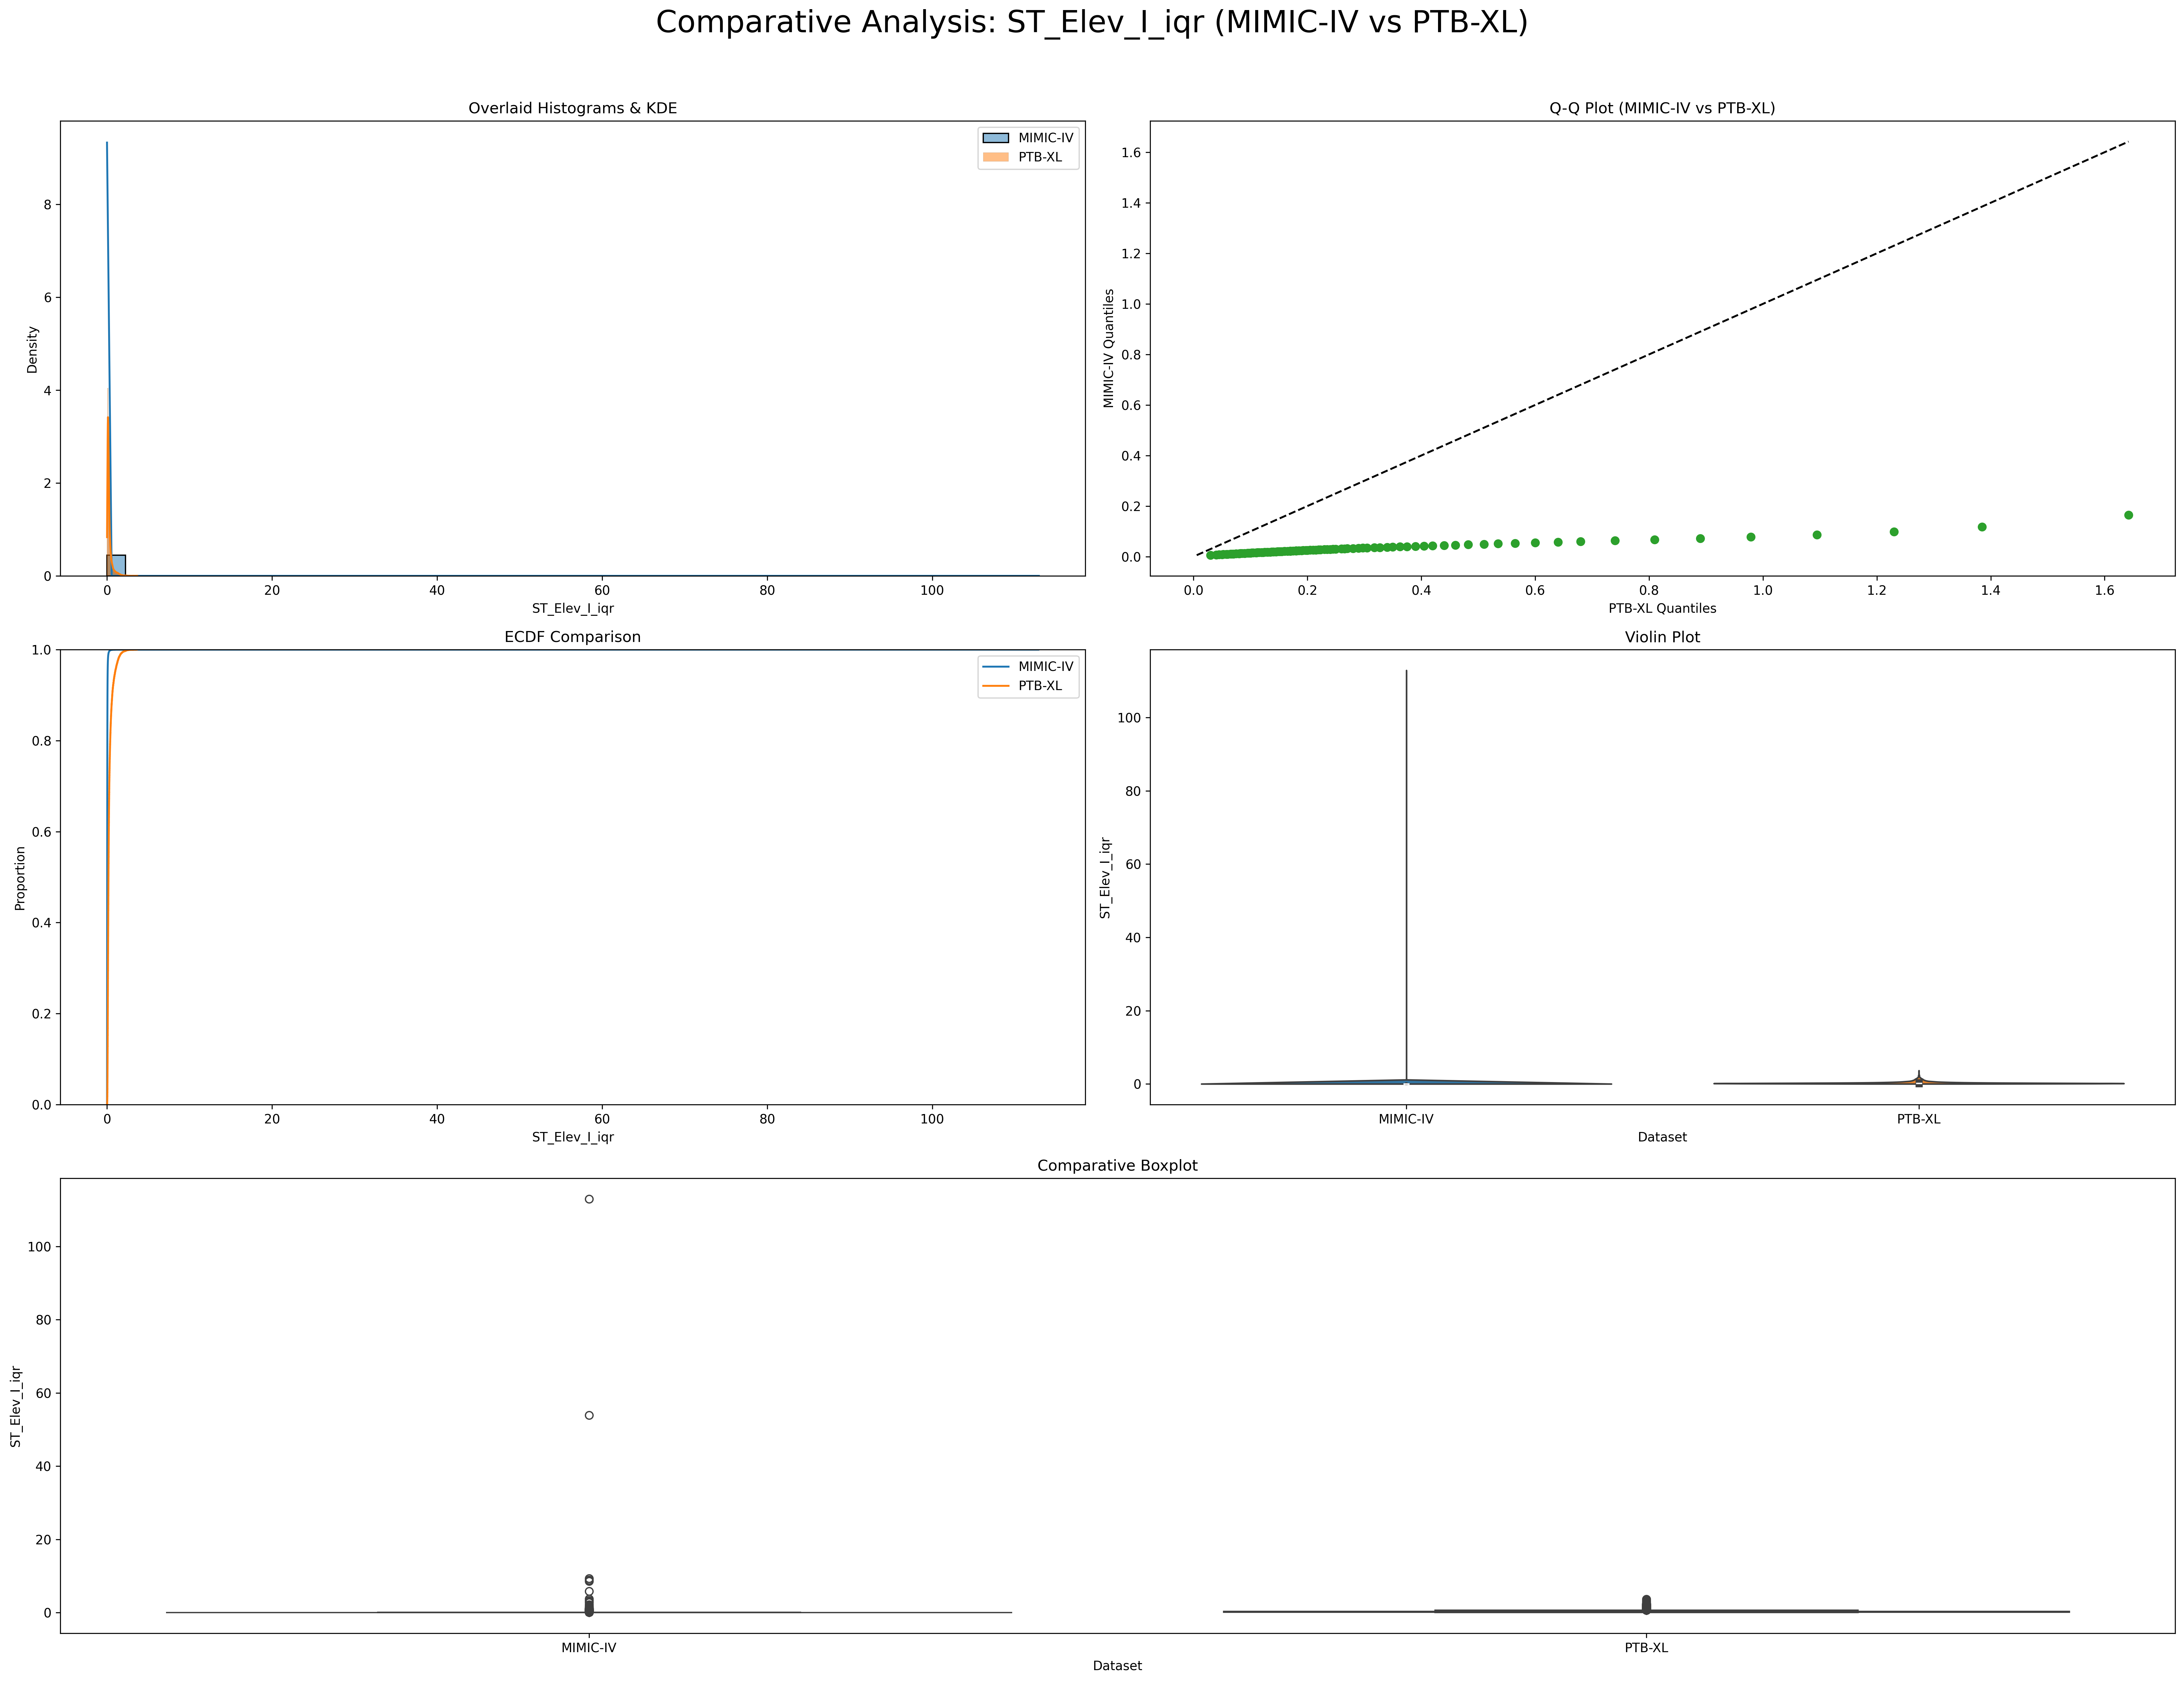 Comparative Analysis: ST_Elev_I_iqr (MIMIC-IV vs PTB-XL)
Overlaid Histograms & KDE
MIMIC-IV
PTB-XL
Density
8
6
4
2
0
0 20 40 60 80 100
ST_Elev_I_iqr
Q-Q Plot (MIMIC-IV vs PTB-XL)
MIMIC-IV Quantiles
1.6
1.4
1.2
1.0
0.8
0.6
0.4
0.2
0.0
0.0 0.2 0.4 0.6 0.8 1.0 1.2 1.4 1.6
PTB-XL Quantiles
ECDF Comparison
MIMIC-IV
PTB-XL
Proportion
1.0
0.8
0.6
0.4
0.2
0.0
0 20 40 60 80 100
ST_Elev_I_iqr
Violin Plot
ST_Elev_I_iqr
100
80
60
40
20
0
MIMIC-IV PTB-XL
Dataset
Comparative Boxplot
ST_Elev_I_iqr
100
80
60
40
20
0
MIMIC-IV PTB-XL
Dataset